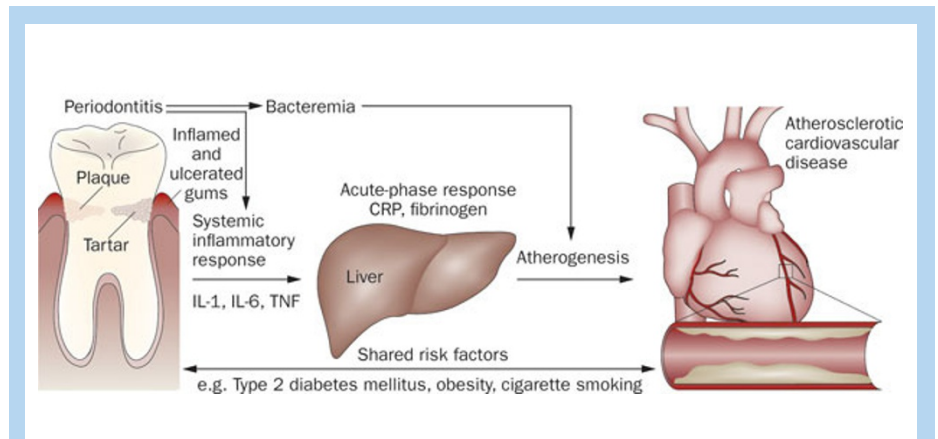 Periodontitis
Bacteremia
Inflamed
and
ulcerated
gums
Plaque
Tartar
Systemic
inflammatory
response
IL-1, IL-6, TNF
Acute-phase response
CRP, fibrinogen
Liver
Atherogenesis
Atherosclerotic
cardiovascular
disease
Shared risk factors
e.g. Type 2 diabetes mellitus, obesity, cigarette smoking